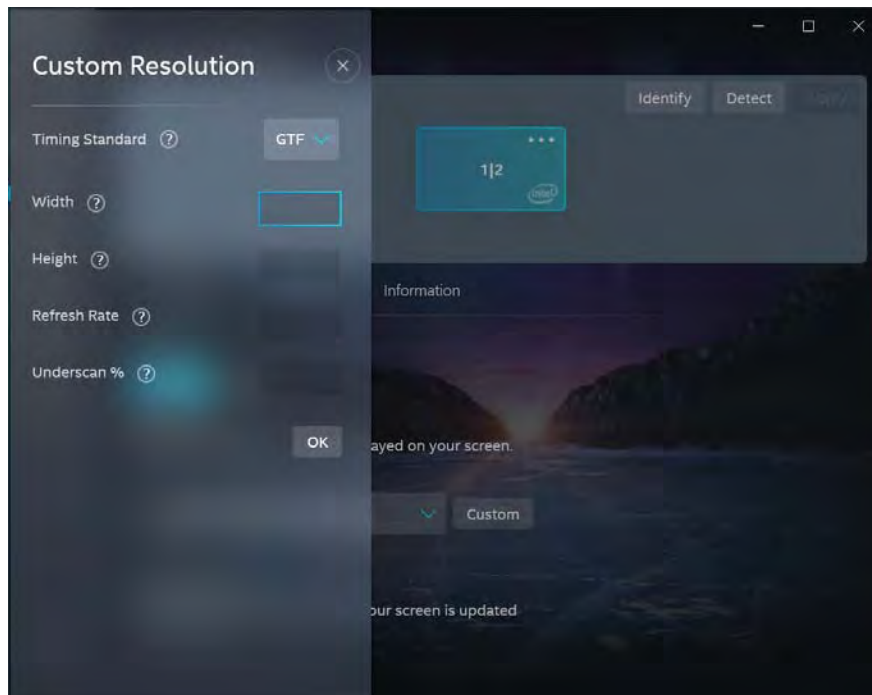 Custom Resolution
Identify Detect Apply
Timing Standard ? GTF
1|2
intel
Width ?
Height ?
Information
Refresh Rate ?
Underscan % ?
OK
ayed on your screen.
Custom
our screen is updated